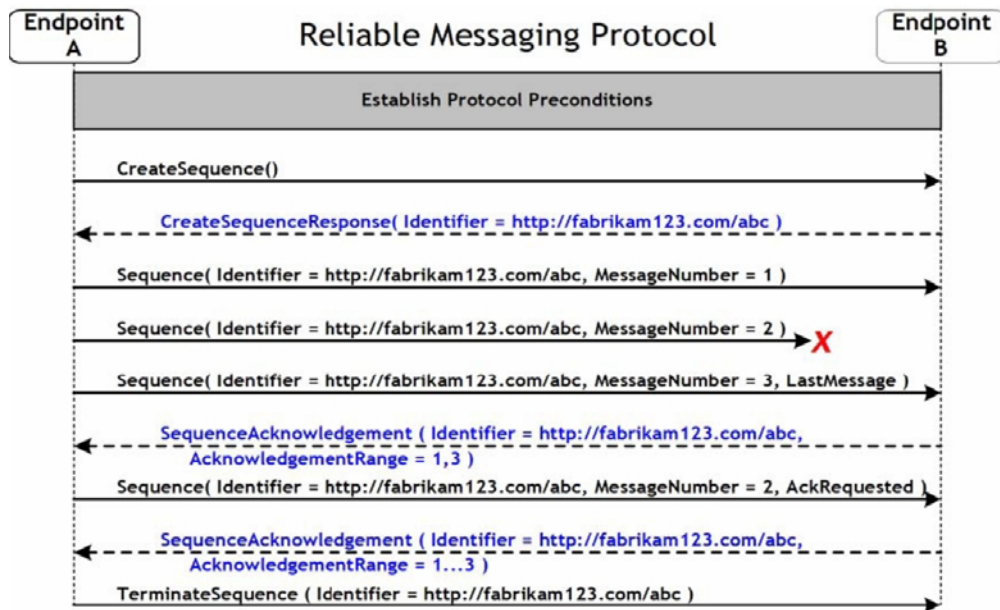 Endpoint
A
Reliable Messaging Protocol
Endpoint
B
Establish Protocol Preconditions
CreateSequence()
CreateSequenceResponse( Identifier = http://fabrikam123.com/abc )
Sequence( Identifier = http://fabrikam123.com/abc, MessageNumber = 1 )
Sequence( Identifier = http://fabrikam123.com/abc, MessageNumber = 2 )
X
Sequence( Identifier = http://fabrikam123.com/abc, MessageNumber = 3, LastMessage )
SequenceAcknowledgement ( Identifier = http://fabrikam123.com/abc,
AcknowledgementRange = 1,3 )
Sequence( Identifier = http://fabrikam123.com/abc, MessageNumber = 2, AckRequested )
SequenceAcknowledgement ( Identifier = http://fabrikam123.com/abc,
AcknowledgementRange = 1...3 )
TerminateSequence ( Identifier = http://fabrikam123.com/abc )